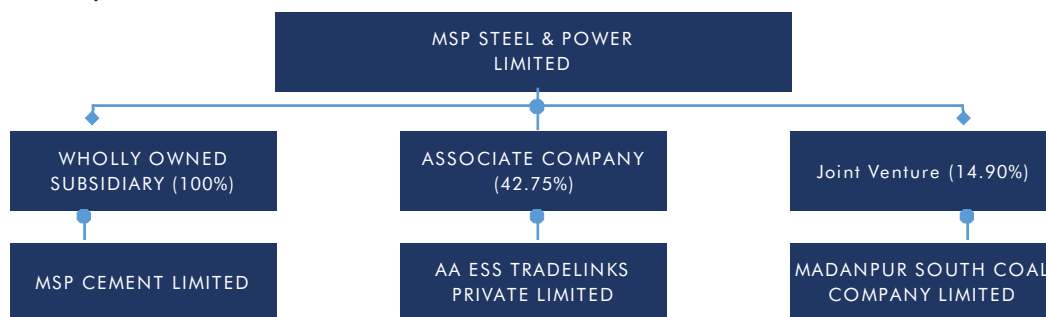 MSP STEEL & POWER
LIMITED
WHOLLY OWNED
SUBSIDIARY (100%)
ASSOCIATE COMPANY
(42.75%)
Joint Venture (14.90%)
MSP CEMENT LIMITED
AA ESS TRADELINKS
PRIVATE LIMITED
MADANPUR SOUTH COAL
COMPANY LIMITED